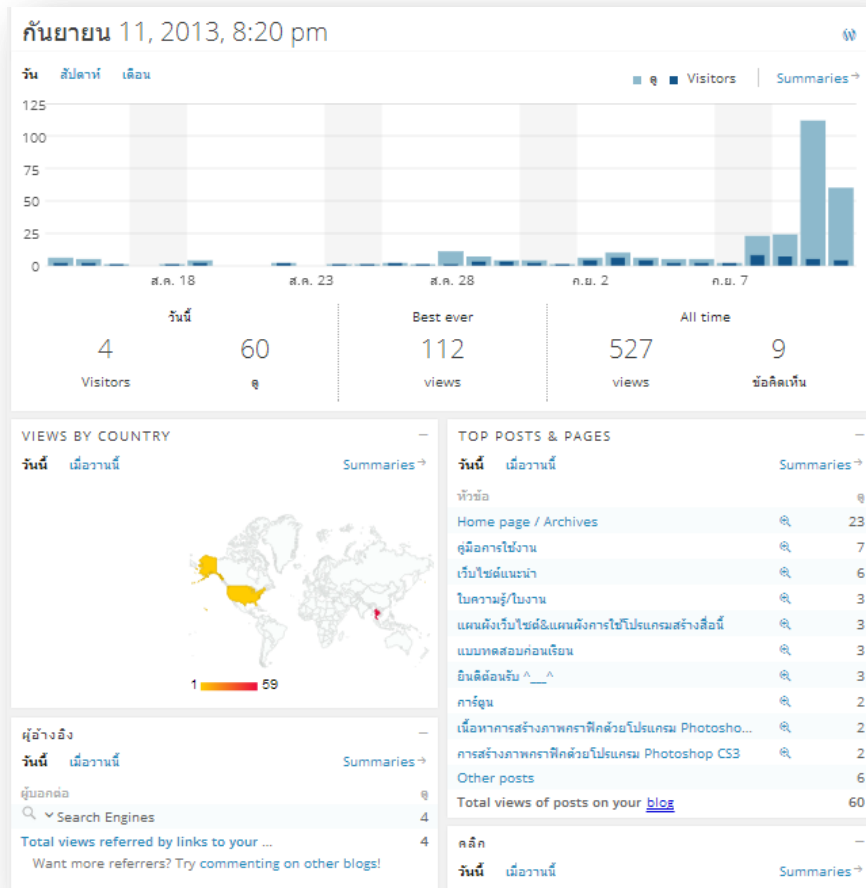 กันยายน 11, 2013, 8:20 pm
วัน สัปดาห์ เดือน
ดู Visitors Summaries →
125
100
75
50
25
0
ส.ค. 18 ส.ค. 23 ส.ค. 28 ก.ย. 2 ก.ย. 7
วันนี้ Best ever All time
4 60 112 527 9
Visitors ดู views views ข้อคิดเห็น
VIEWS BY COUNTRY
วันนี้ เมื่อวานนี้ Summaries →
1 59
ผู้อ้างอิง
วันนี้ เมื่อวานนี้ Summaries →
ผู้บอกต่อ ดู
Search Engines 4
Total views referred by links to your ... 4
Want more referrers? Try commenting on other blogs!
TOP POSTS & PAGES
วันนี้ เมื่อวานนี้ Summaries →
หัวข้อ ดู
Home page / Archives 23
คู่มือการใช้งาน 7
เว็บไซต์แนะนำ 6
ใบความรู้/ใบงาน 3
แผนผังเว็บไซต์&แผนผังการใช้โปรแกรมสร้างสื่อนี้ 3
แบบทดสอบก่อนเรียน 3
ยินดีต้อนรับ ^___^ 3
การ์ตูน 2
เนื้อหาการสร้างภาพกราฟิกด้วยโปรแกรม Photosho... 2
การสร้างภาพกราฟิกด้วยโปรแกรม Photoshop CS3 2
Other posts 6
Total views of posts on your blog 60
คลิก
วันนี้ เมื่อวานนี้ Summaries →